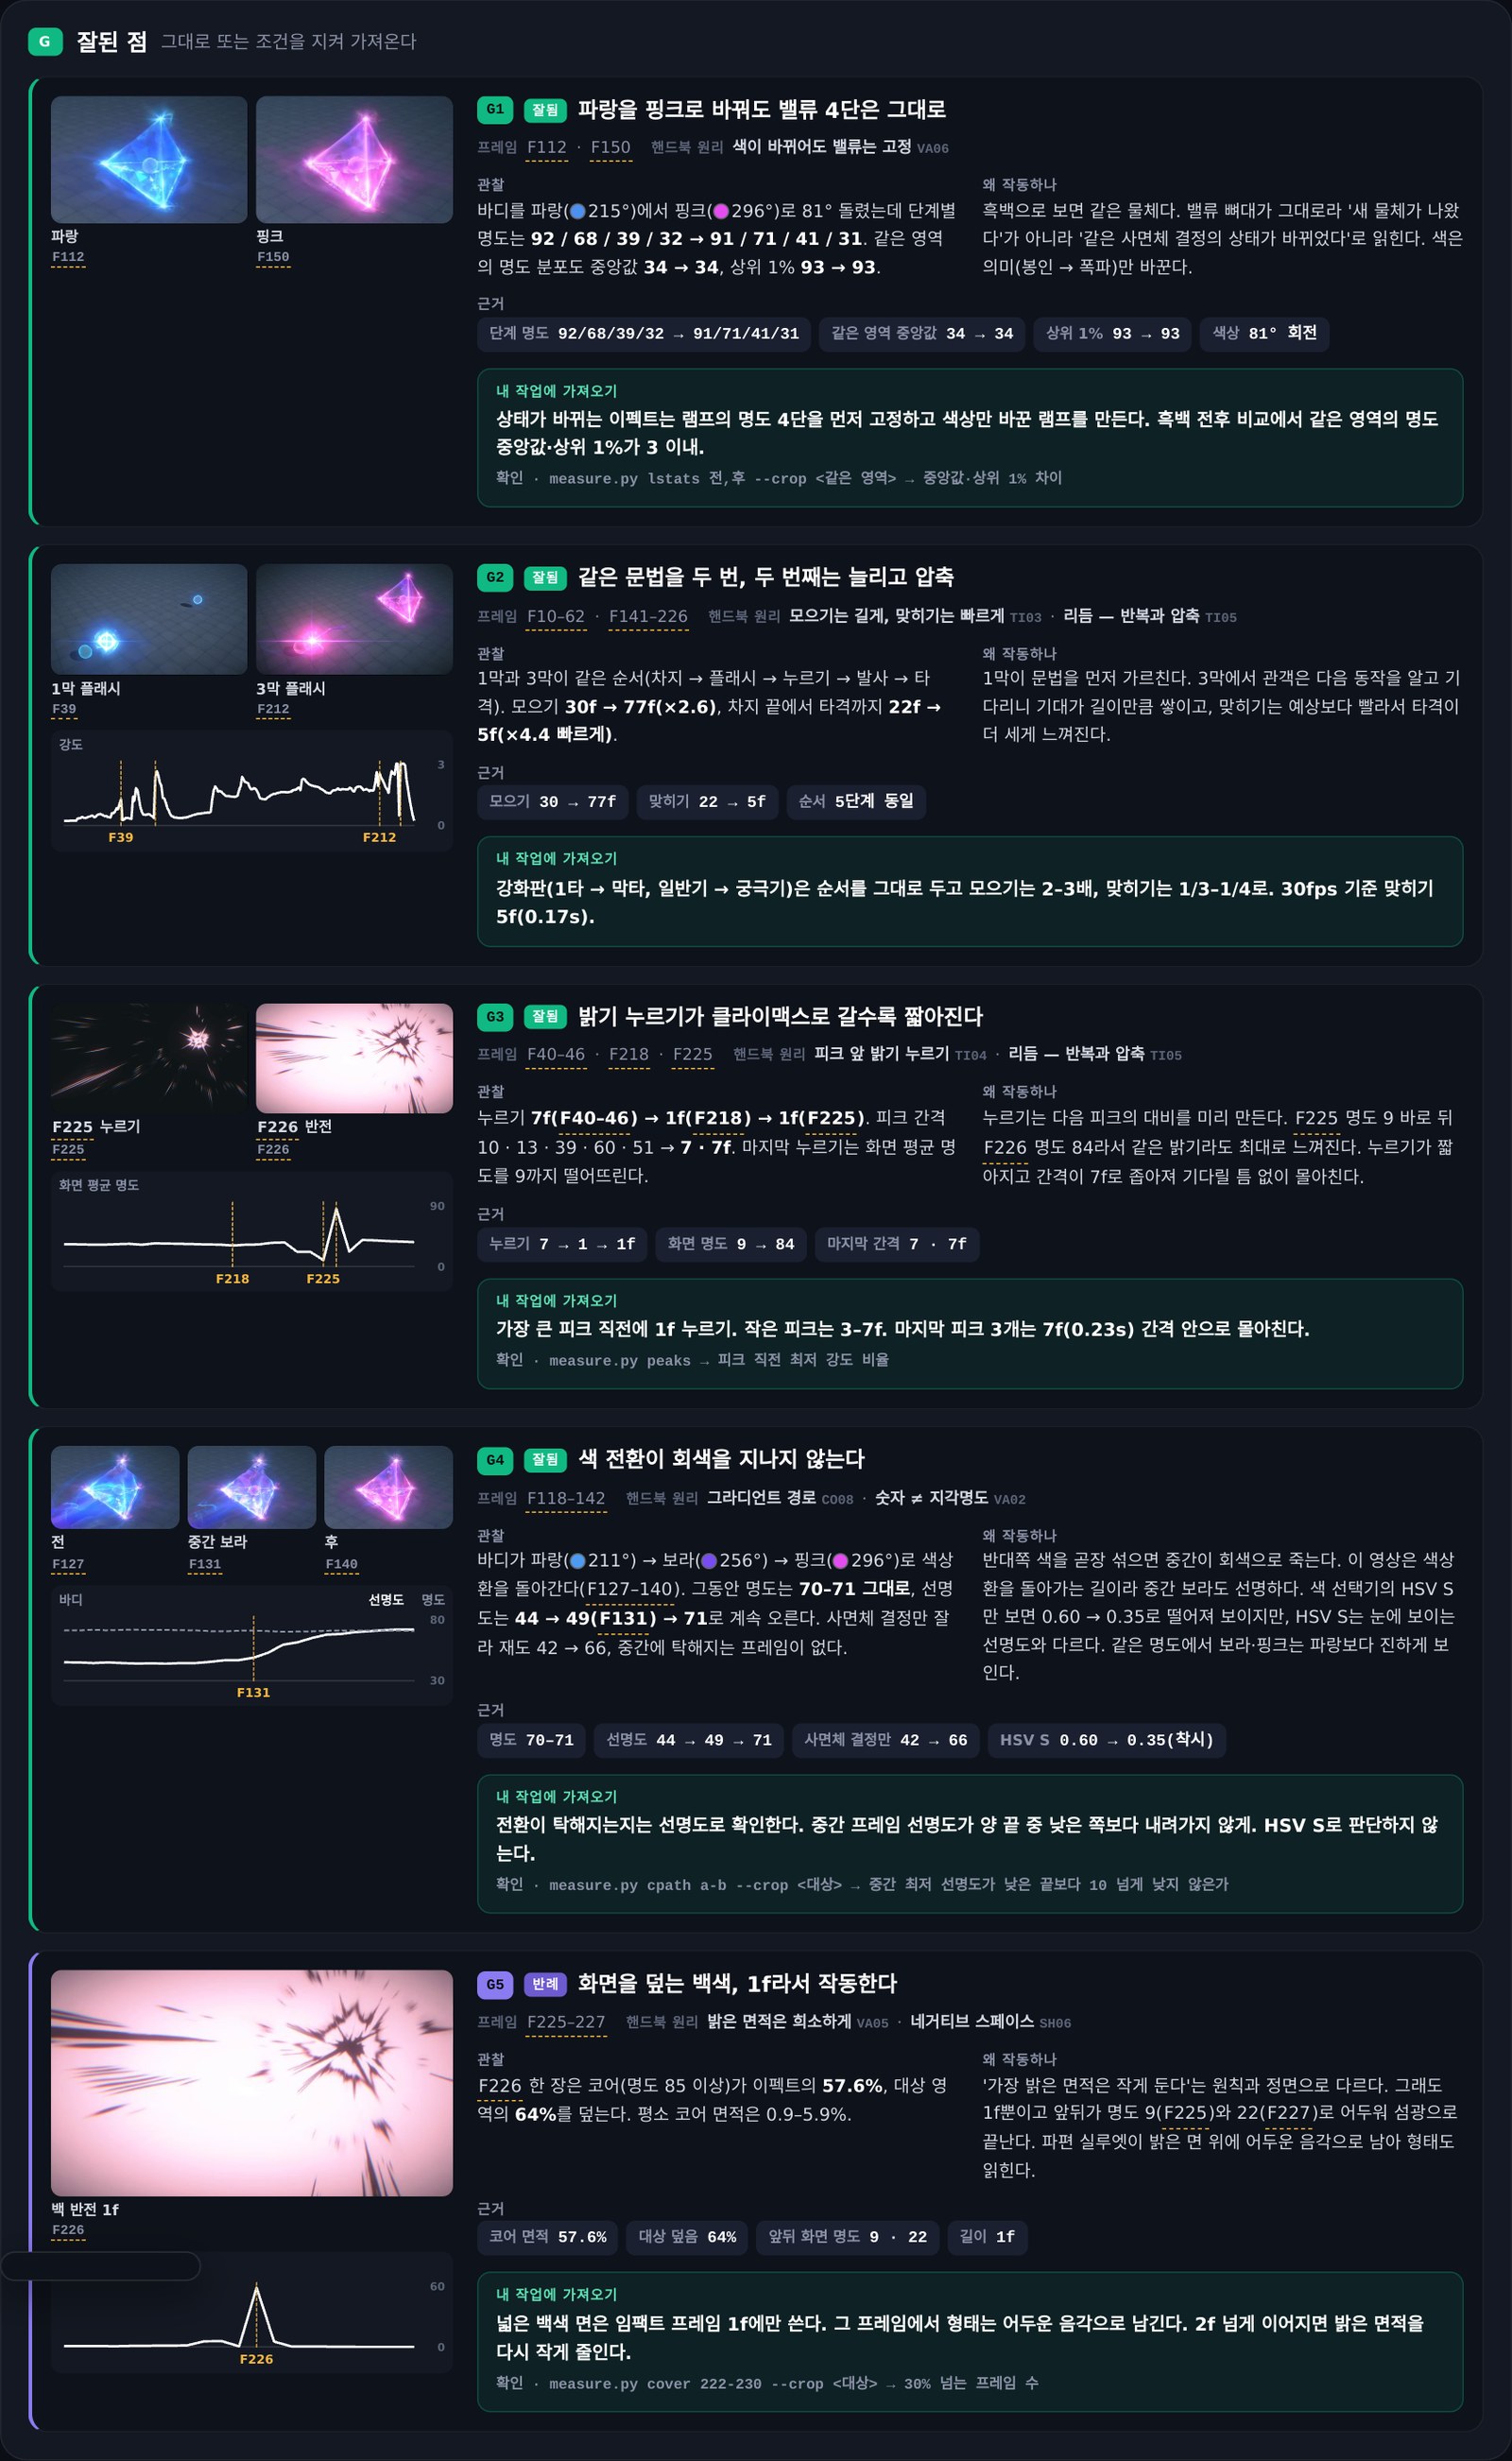 G 잘된 점 그대로 또는 조건을 지켜 가져온다
파랑
F112
핑크
F150
G1 잘됨 파랑을 핑크로 바꿔도 밸류 4단은 그대로
프레임 F112 · F150 핸드북 원리 색이 바뀌어도 밸류는 고정 VA06
관찰
바디를 파랑(215°)에서 핑크(296°)로 81° 돌렸는데 단계별
명도는 92 / 68 / 39 / 32 → 91 / 71 / 41 / 31. 같은 영역
의 명도 분포도 중앙값 34 → 34, 상위 1% 93 → 93.
왜 작동하나
흑백으로 보면 같은 물체다. 밸류 뼈대가 그대로라 '새 물체가 나왔
다'가 아니라 '같은 사면체 결정의 상태가 바뀌었다'로 읽힌다. 색은
의미(봉인 → 폭파)만 바꾼다.
근거
단계 명도 92/68/39/32 → 91/71/41/31 같은 영역 중앙값 34 → 34 상위 1% 93 → 93 색상 81° 회전
내 작업에 가져오기
상태가 바뀌는 이펙트는 램프의 명도 4단을 먼저 고정하고 색상만 바꾼 램프를 만든다. 흑백 전후 비교에서 같은 영역의 명도
중앙값·상위 1%가 3 이내.
확인 · measure.py lstats 전,후 --crop <같은 영역> → 중앙값·상위 1% 차이
1막 플래시
F39
3막 플래시
F212
강도
3
0
F39 F212
G2 잘됨 같은 문법을 두 번, 두 번째는 늘리고 압축
프레임 F10–62 · F141–226 핸드북 원리 모으기는 길게, 맞히기는 빠르게 TI03 · 리듬 — 반복과 압축 TI05
관찰
1막과 3막이 같은 순서(차지 → 플래시 → 누르기 → 발사 → 타
격). 모으기 30f → 77f(×2.6), 차지 끝에서 타격까지 22f →
5f(×4.4 빠르게).
왜 작동하나
1막이 문법을 먼저 가르친다. 3막에서 관객은 다음 동작을 알고 기
다리니 기대가 길이만큼 쌓이고, 맞히기는 예상보다 빨라서 타격이
더 세게 느껴진다.
근거
모으기 30 → 77f 맞히기 22 → 5f 순서 5단계 동일
내 작업에 가져오기
강화판(1타 → 막타, 일반기 → 궁극기)은 순서를 그대로 두고 모으기는 2–3배, 맞히기는 1/3–1/4로. 30fps 기준 맞히기
5f(0.17s).
F225 누르기
F225
F226 반전
F226
화면 평균 명도
90
0
F218 F225
G3 잘됨 밝기 누르기가 클라이맥스로 갈수록 짧아진다
프레임 F40–46 · F218 · F225 핸드북 원리 피크 앞 밝기 누르기 TI04 · 리듬 — 반복과 압축 TI05
관찰
누르기 7f(F40–46) → 1f(F218) → 1f(F225). 피크 간격
10 · 13 · 39 · 60 · 51 → 7 · 7f. 마지막 누르기는 화면 평균 명
도를 9까지 떨어뜨린다.
왜 작동하나
누르기는 다음 피크의 대비를 미리 만든다. F225 명도 9 바로 뒤
F226 명도 84라서 같은 밝기라도 최대로 느껴진다. 누르기가 짧
아지고 간격이 7f로 좁아져 기다릴 틈 없이 몰아친다.
근거
누르기 7 → 1 → 1f 화면 명도 9 → 84 마지막 간격 7 · 7f
내 작업에 가져오기
가장 큰 피크 직전에 1f 누르기. 작은 피크는 3–7f. 마지막 피크 3개는 7f(0.23s) 간격 안으로 몰아친다.
확인 · measure.py peaks → 피크 직전 최저 강도 비율
전
F127
중간 보라
F131
후
F140
바디 선명도 명도
80
30
F131
G4 잘됨 색 전환이 회색을 지나지 않는다
프레임 F118–142 핸드북 원리 그라디언트 경로 CO08 · 숫자 ≠ 지각명도 VA02
관찰
바디가 파랑(211°) → 보라(256°) → 핑크(296°)로 색상
환을 돌아간다(F127–140). 그동안 명도는 70–71 그대로, 선명
도는 44 → 49(F131) → 71로 계속 오른다. 사면체 결정만 잘
라 재도 42 → 66, 중간에 탁해지는 프레임이 없다.
왜 작동하나
반대쪽 색을 곧장 섞으면 중간이 회색으로 죽는다. 이 영상은 색상
환을 돌아가는 길이라 중간 보라도 선명하다. 색 선택기의 HSV S
만 보면 0.60 → 0.35로 떨어져 보이지만, HSV S는 눈에 보이는
선명도와 다르다. 같은 명도에서 보라·핑크는 파랑보다 진하게 보
인다.
근거
명도 70–71 선명도 44 → 49 → 71 사면체 결정만 42 → 66 HSV S 0.60 → 0.35(착시)
내 작업에 가져오기
전환이 탁해지는지는 선명도로 확인한다. 중간 프레임 선명도가 양 끝 중 낮은 쪽보다 내려가지 않게. HSV S로 판단하지 않
는다.
확인 · measure.py cpath a-b --crop <대상> → 중간 최저 선명도가 낮은 끝보다 10 넘게 낮지 않은가
백 반전 1f
F226
60
0
F226
G5 반례 화면을 덮는 백색, 1f라서 작동한다
프레임 F225–227 핸드북 원리 밝은 면적은 희소하게 VA05 · 네거티브 스페이스 SH06
관찰
F226 한 장은 코어(명도 85 이상)가 이펙트의 57.6%, 대상 영
역의 64%를 덮는다. 평소 코어 면적은 0.9–5.9%.
왜 작동하나
'가장 밝은 면적은 작게 둔다'는 원칙과 정면으로 다르다. 그래도
1f뿐이고 앞뒤가 명도 9(F225)와 22(F227)로 어두워 섬광으로
끝난다. 파편 실루엣이 밝은 면 위에 어두운 음각으로 남아 형태도
읽힌다.
근거
코어 면적 57.6% 대상 덮음 64% 앞뒤 화면 명도 9 · 22 길이 1f
내 작업에 가져오기
넓은 백색 면은 임팩트 프레임 1f에만 쓴다. 그 프레임에서 형태는 어두운 음각으로 남긴다. 2f 넘게 이어지면 밝은 면적을
다시 작게 줄인다.
확인 · measure.py cover 222-230 --crop <대상> → 30% 넘는 프레임 수